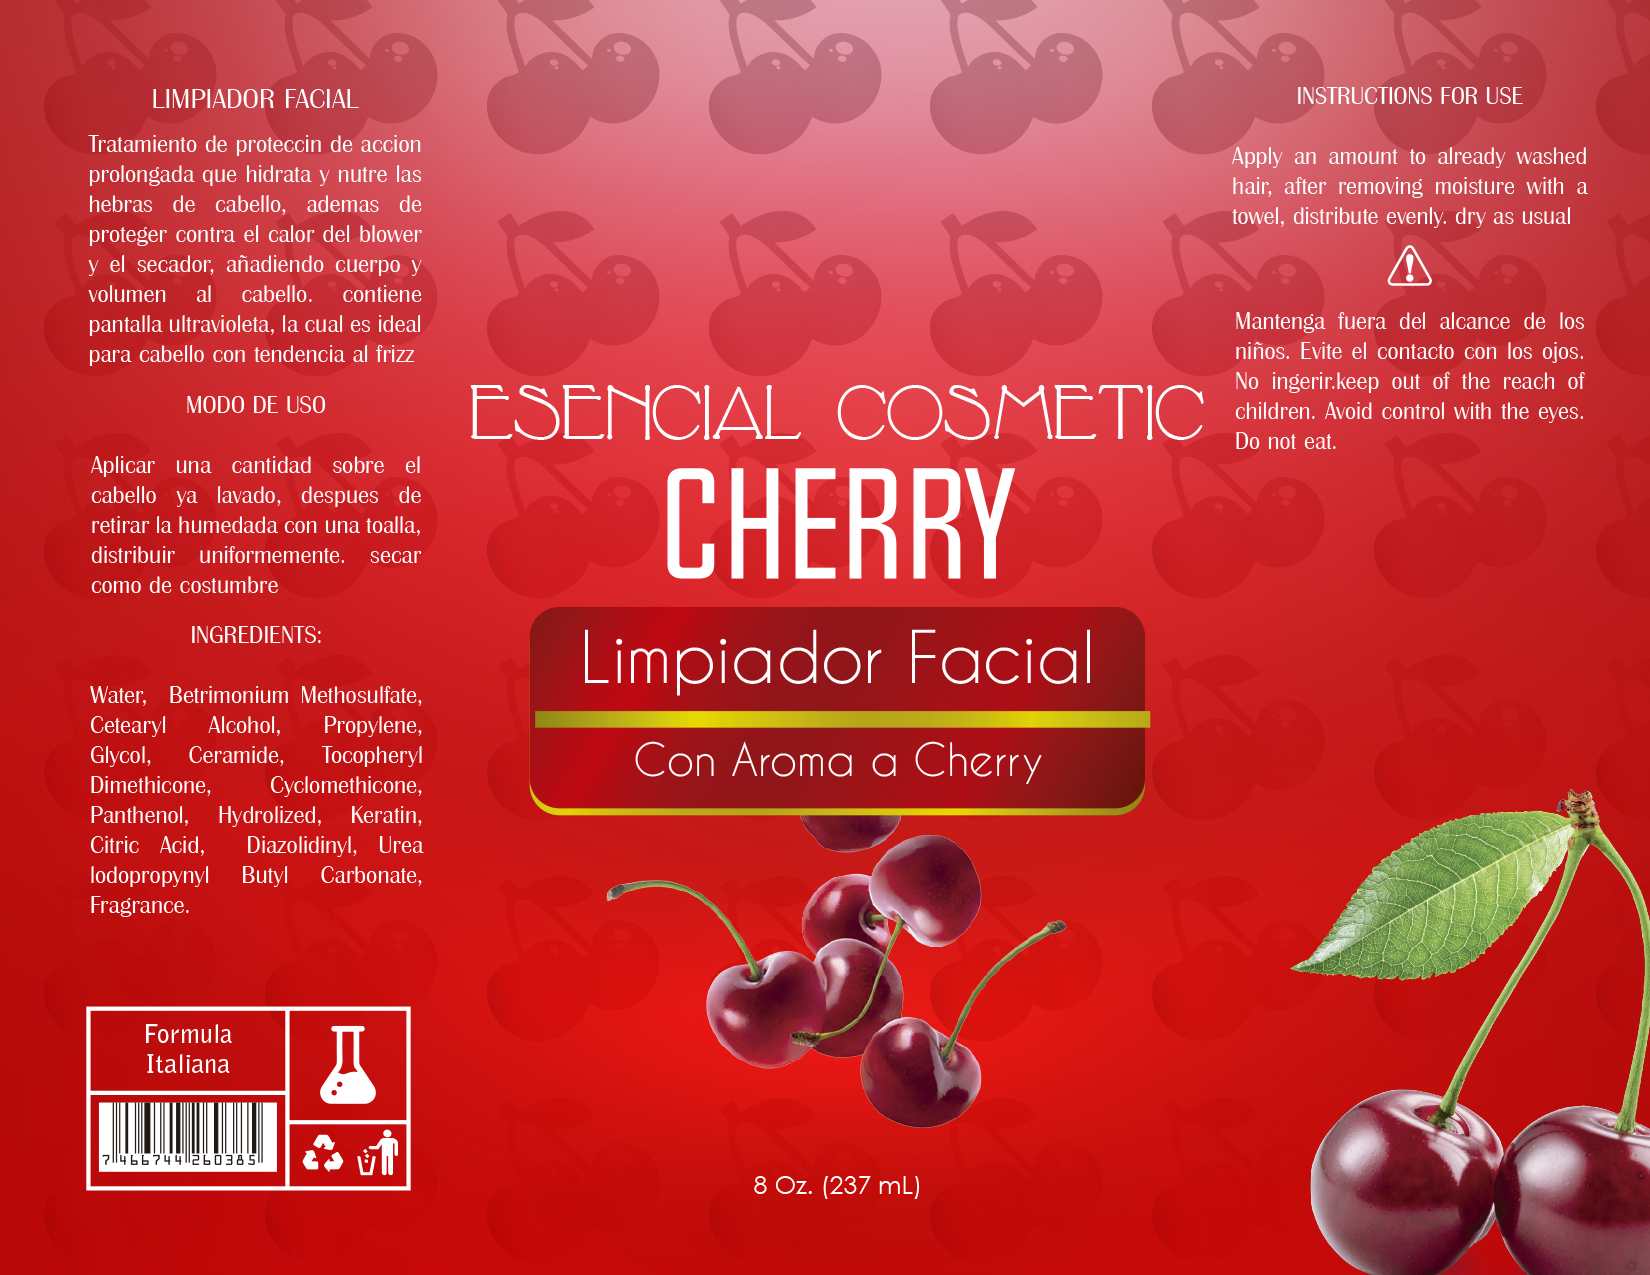 LIMPIADOR FACIAL
Tratamiento de proteccin de accion
prolongada que hidrata y nutre las
hebras de cabello, ademas de
proteger contra el calor del blower
y el secador, añadiendo cuerpo y
volumen al cabello. contiene
pantalla ultravioleta, la cual es ideal
para cabello con tendencia al frizz
MODO DE USO
Aplicar una cantidad sobre el
cabello ya lavado, despues de
retirar la humedada con una toalla,
distribuir uniformemente. secar
como de costumbre
INGREDIENTS:
Water, Betrimonium Methosulfate,
Cetearyl Alcohol, Propylene,
Glycol, Ceramide, Tocopheryl
Dimethicone, Cyclomethicone,
Panthenol, Hydrolized, Keratin,
Citric Acid, Diazolidinyl, Urea
Iodopropynyl Butyl Carbonate,
Fragrance.
Formula
Italiana
7 466744 260385
ESENCIAL COSMETIC
CHERRY
Limpiador Facial
Con Aroma a Cherry
8 Oz. (237 mL)
INSTRUCTIONS FOR USE
Apply an amount to already washed
hair, after removing moisture with a
towel, distribute evenly. dry as usual
Mantenga fuera del alcance de los
niños. Evite el contacto con los ojos.
No ingerir.keep out of the reach of
children. Avoid control with the eyes.
Do not eat.